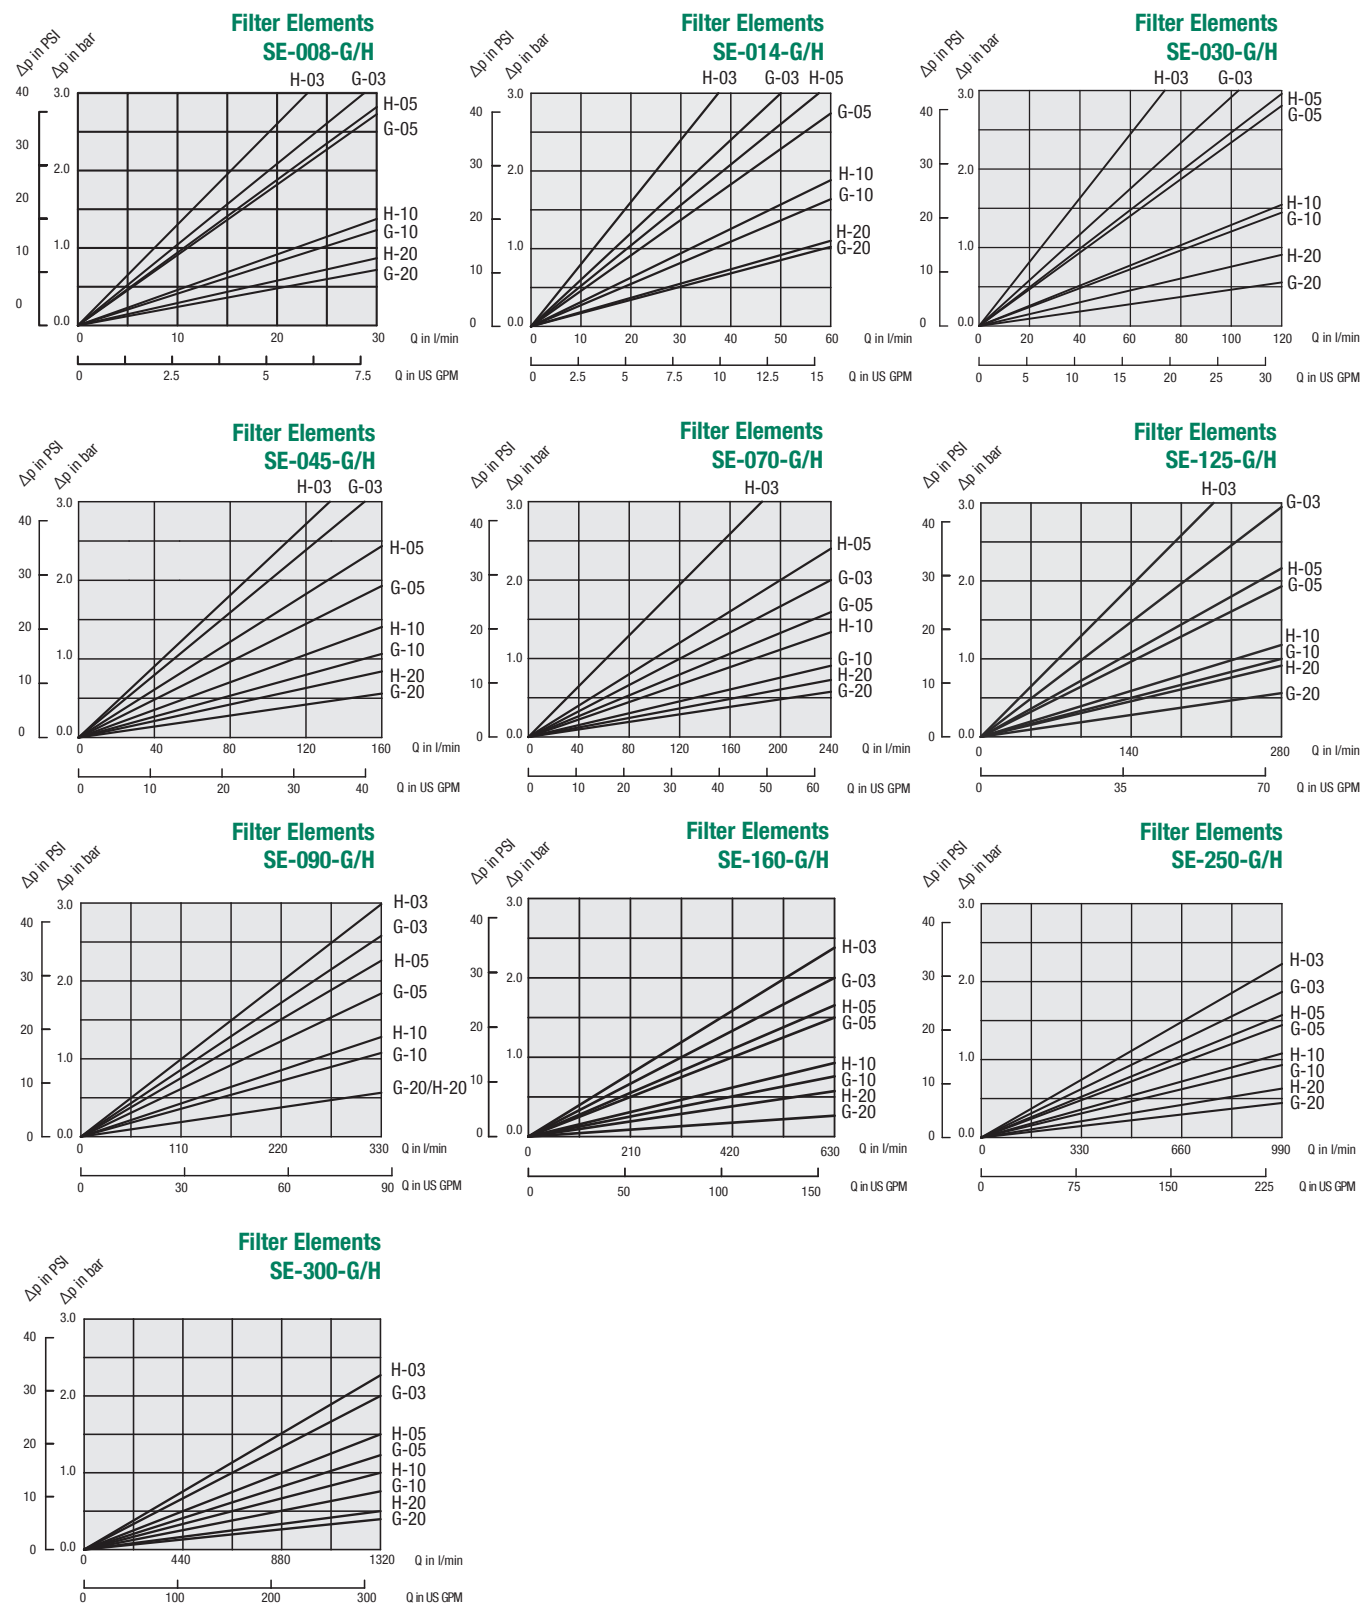 Filter Elements
SE-008-G/H
Δp in PSI
Δp in bar
H-03 G-03
40
30
20
10
0
3.0
2.0
1.0
0.0
H-05
G-05
H-10
G-10
H-20
G-20
0 10 20 30 Q in l/min
0 2.5 5 7.5 Q in US GPM
Filter Elements
SE-014-G/H
Δp in PSI
Δp in bar
H-03 G-03 H-05
40
30
20
10
0
3.0
2.0
1.0
0.0
G-05
H-10
G-10
H-20
G-20
0 10 20 30 40 50 60 Q in l/min
0 2.5 5 7.5 10 12.5 15 Q in US GPM
Filter Elements
SE-030-G/H
Δp in PSI
Δp in bar
H-03 G-03
40
30
20
10
0
3.0
2.0
1.0
0.0
H-05
G-05
H-10
G-10
H-20
G-20
0 20 40 60 80 100 120 Q in l/min
0 5 10 15 20 25 30 Q in US GPM
Filter Elements
SE-045-G/H
Δp in PSI
Δp in bar
H-03 G-03
40
30
20
10
0
3.0
2.0
1.0
0.0
H-05
G-05
H-10
G-10
H-20
G-20
0 40 80 120 160 Q in l/min
0 10 20 30 40 Q in US GPM
Filter Elements
SE-070-G/H
Δp in PSI
Δp in bar
H-03
40
30
20
10
0
3.0
2.0
1.0
0.0
H-05
G-03
G-05
H-10
G-10
H-20
G-20
0 40 80 120 160 200 240 Q in l/min
0 10 20 30 40 50 60 Q in US GPM
Filter Elements
SE-125-G/H
Δp in PSI
Δp in bar
H-03
40
30
20
10
0
3.0
2.0
1.0
0.0
G-03
H-05
G-05
H-10
G-10
H-20
G-20
0 140 280 Q in l/min
0 35 70 Q in US GPM
Filter Elements
SE-090-G/H
Δp in PSI
Δp in bar
40
30
20
10
0
3.0
2.0
1.0
0.0
H-03
G-03
H-05
G-05
H-10
G-10
G-20/H-20
0 110 220 330 Q in l/min
0 30 60 90 Q in US GPM
Filter Elements
SE-160-G/H
Δp in PSI
Δp in bar
40
30
20
10
0
3.0
2.0
1.0
0.0
H-03
G-03
H-05
G-05
H-10
G-10
H-20
G-20
0 210 420 630 Q in l/min
0 50 100 150 Q in US GPM
Filter Elements
SE-250-G/H
Δp in PSI
Δp in bar
40
30
20
10
0
3.0
2.0
1.0
0.0
H-03
G-03
H-05
G-05
H-10
G-10
H-20
G-20
0 330 660 990 Q in l/min
0 75 150 225 Q in US GPM
Filter Elements
SE-300-G/H
Δp in PSI
Δp in bar
40
30
20
10
0
3.0
2.0
1.0
0.0
H-03
G-03
H-05
G-05
H-10
G-10
H-20
G-20
0 440 880 1320 Q in l/min
0 100 200 300 Q in US GPM